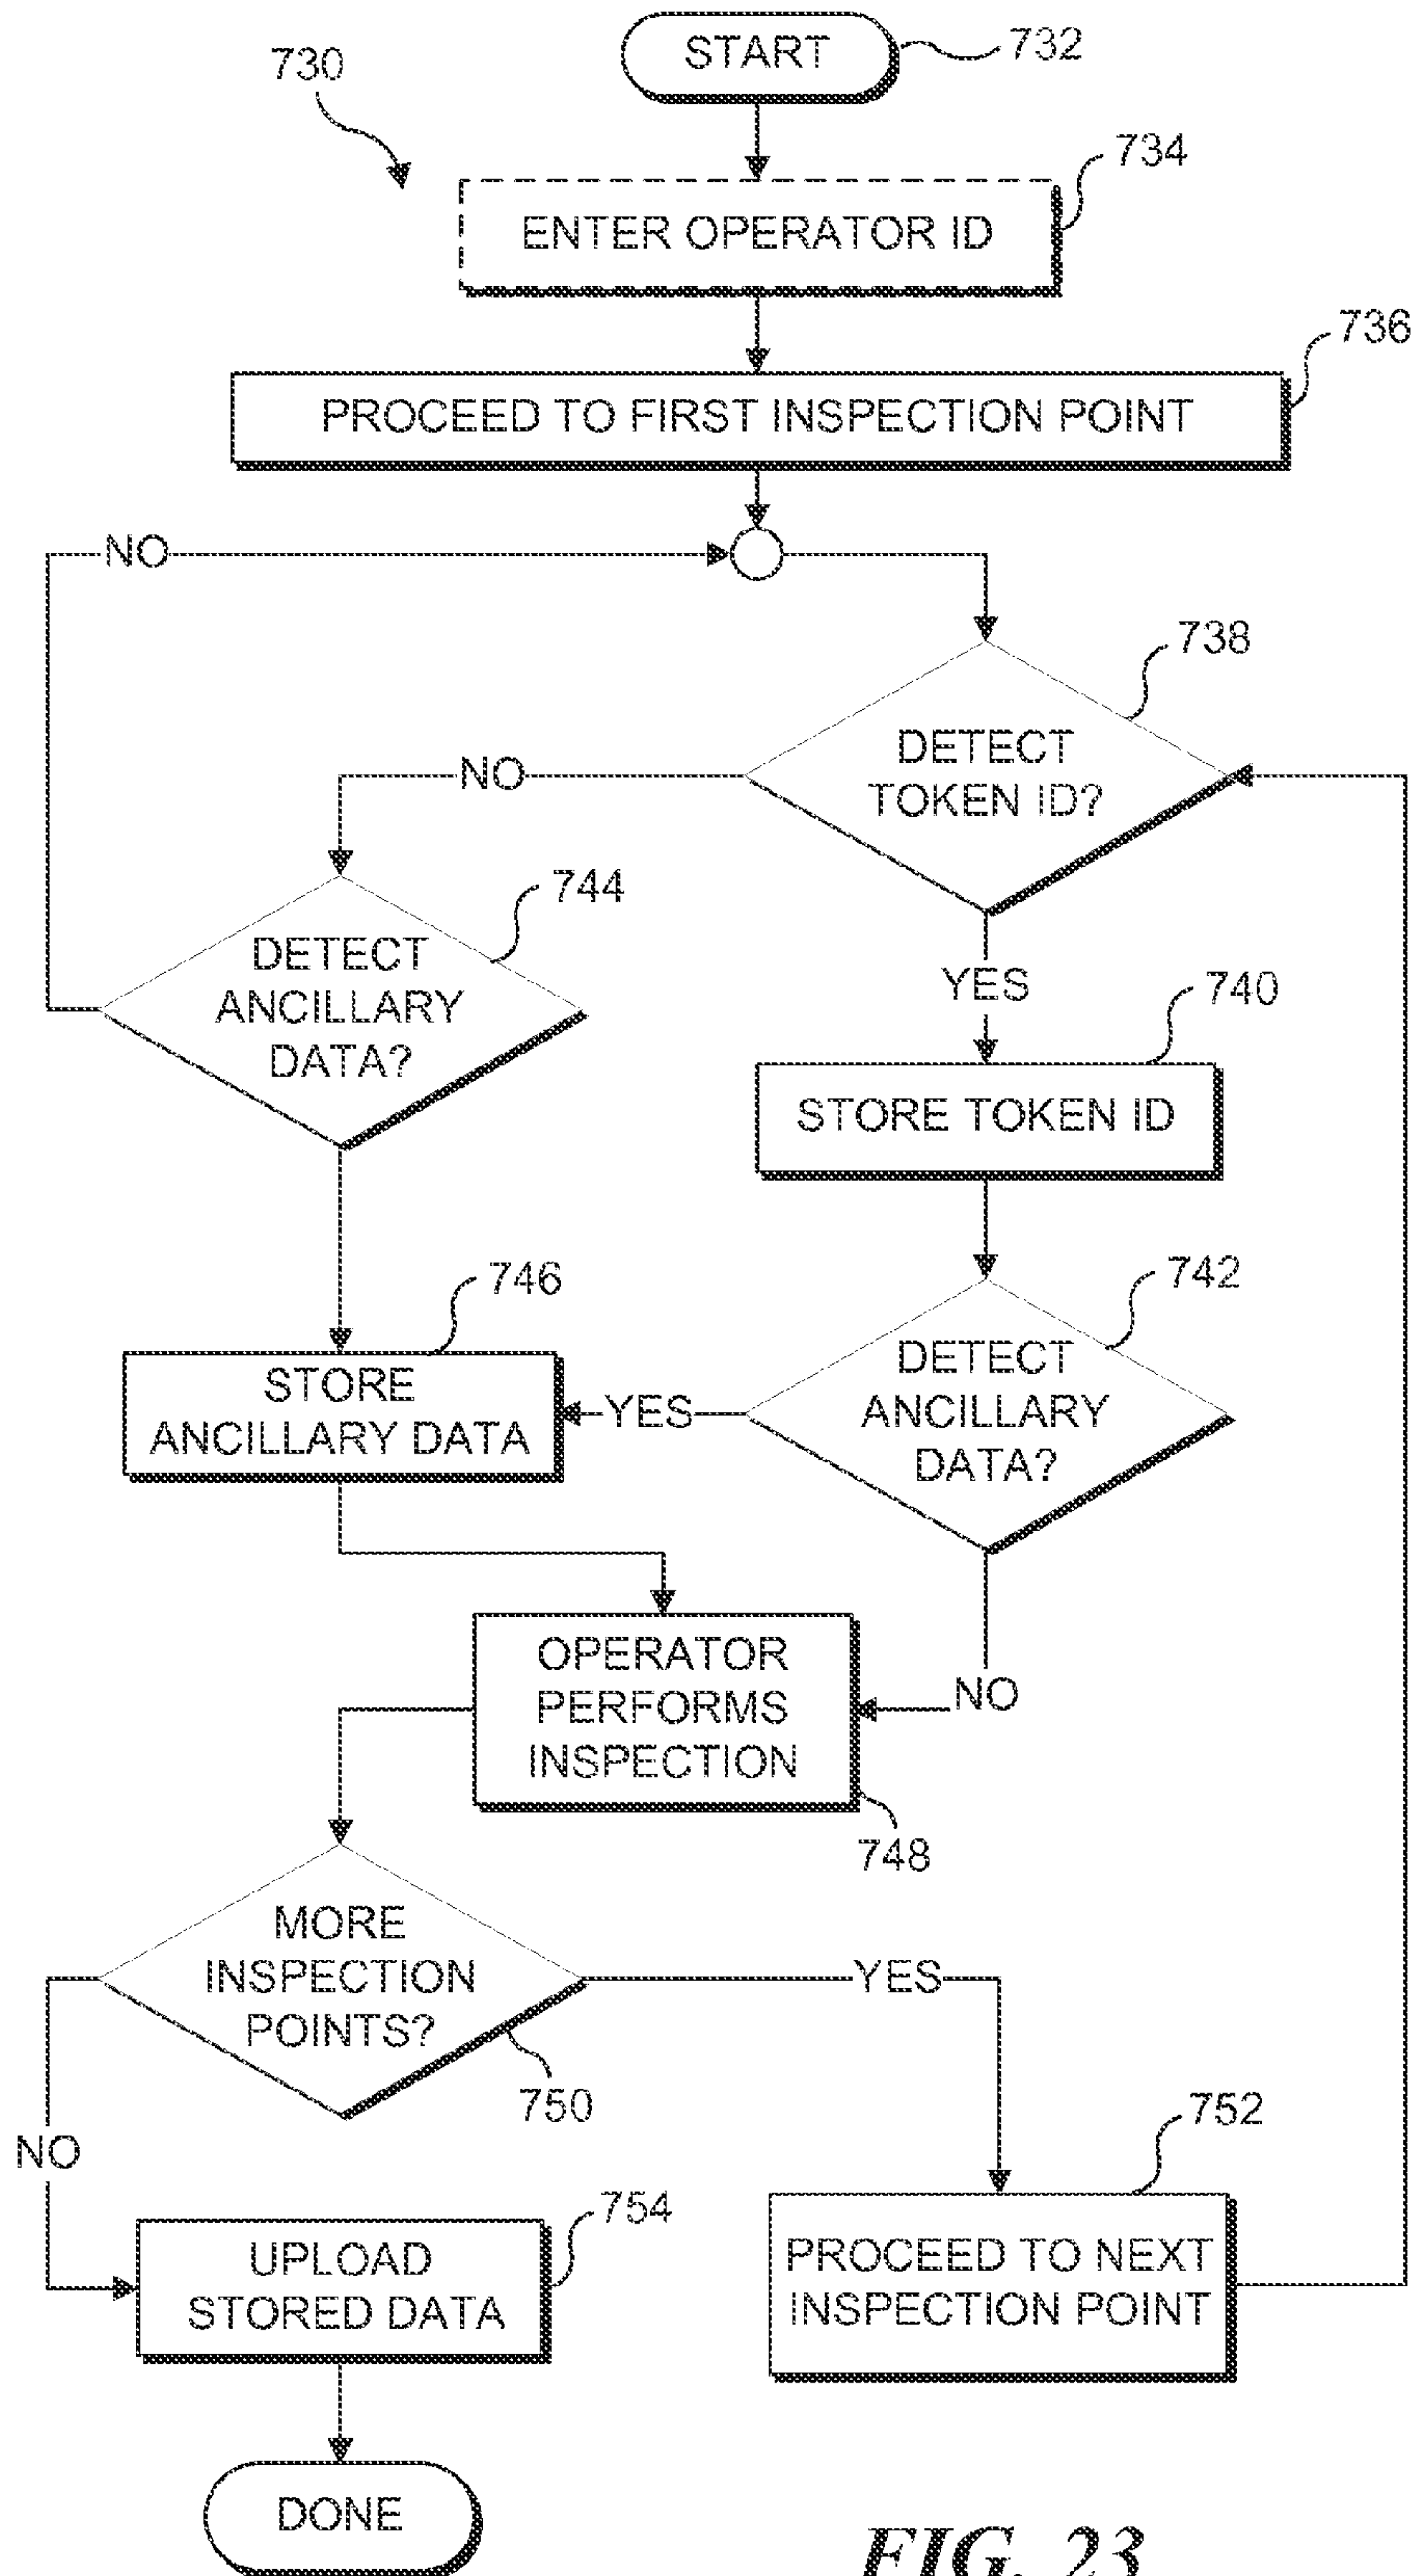 START
732
730
734
ENTER OPERATOR ID
736
PROCEED TO FIRST INSPECTION POINT
NO
738
DETECT
TOKEN ID?
NO
744
DETECT
ANCILLARY
DATA?
YES
740
STORE TOKEN ID
746
742
STORE
ANCILLARY DATA
YES
DETECT
ANCILLARY
DATA?
OPERATOR
PERFORMS
INSPECTION
NO
748
MORE
INSPECTION
POINTS?
YES
750
752
NO
754
UPLOAD
STORED DATA
PROCEED TO NEXT
INSPECTION POINT
DONE
FIG. 23